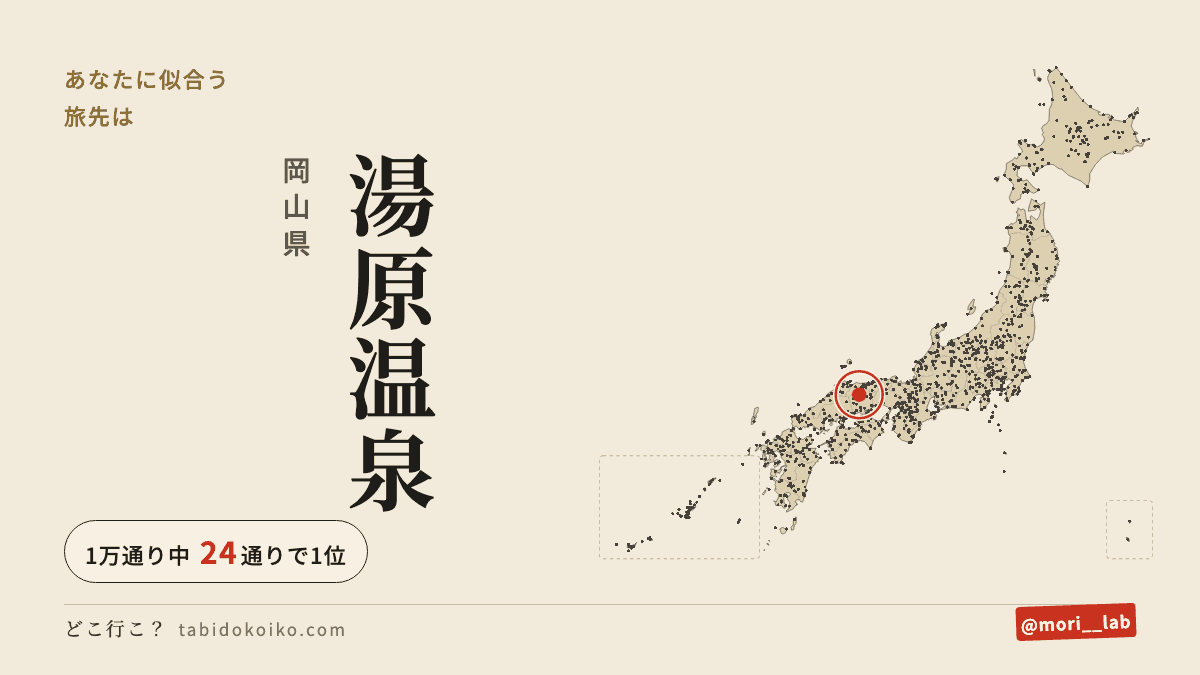 あなたに似合う
旅先は
湯原温泉
岡山県
1万通り中 24通りで1位
どこ行こ？ tabidokoiko.com
@mori__lab